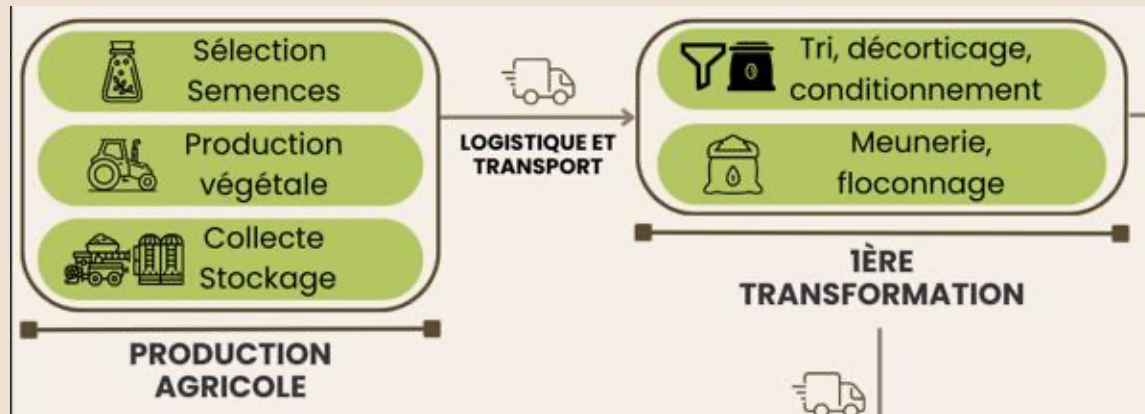 Sélection
Semences
Production
végétale
Collecte
Stockage
PRODUCTION
AGRICOLE
LOGISTIQUE ET
TRANSPORT
Tri, décorticage,
conditionnement
Meunerie,
floconnage
1ÈRE
TRANSFORMATION